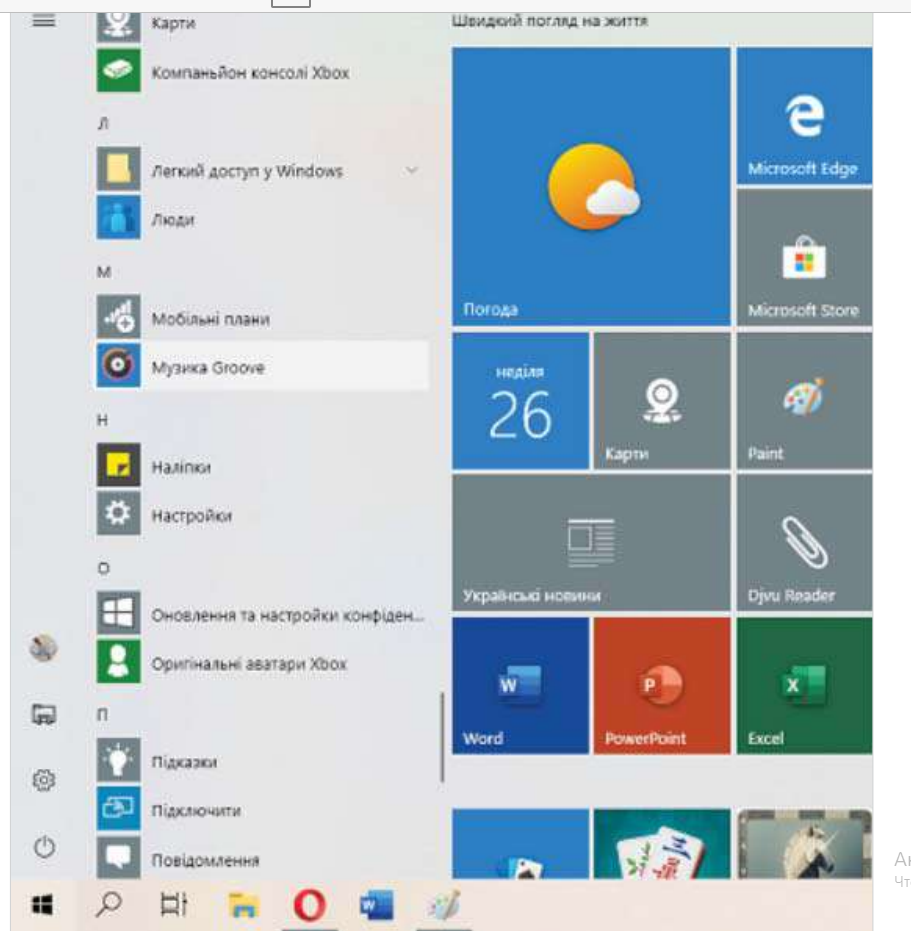 Карти
Компаньйон консолі Xbox
Л
Легкий доступ у Windows
Люди
М
Мобільні плани
Музика Groove
Н
Наліпки
Настройки
О
Оновлення та настройки конфіден...
Оригінальні аватари Xbox
П
Підказки
Підключити
Повідомлення
Швидкий погляд на життя
Погода
Microsoft Edge
Microsoft Store
неділя
26
Карти
Paint
Українські новини
Djvu Reader
W
Word
P
PowerPoint
X
Excel
W